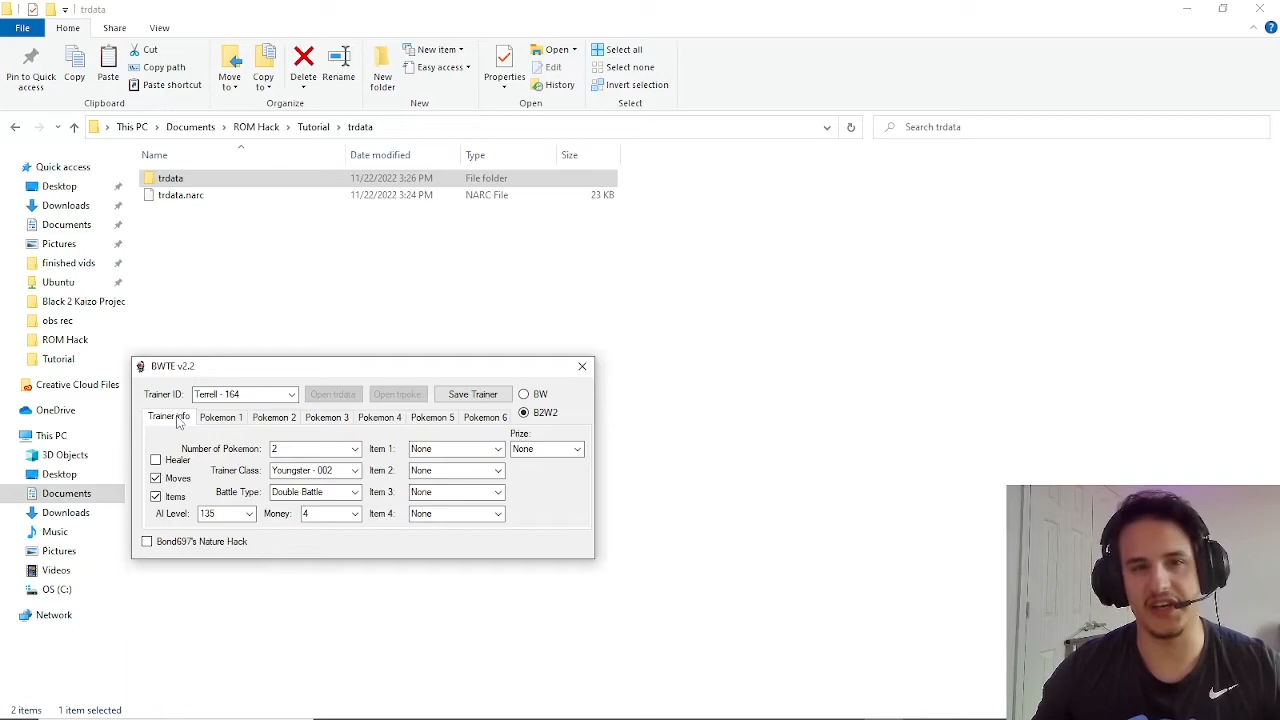 trdata
File Home Share View
Pin to Quick access
Copy
Paste
Cut
Copy path
Paste shortcut
Clipboard
Move to
Copy to
Delete
Rename
Organize
New folder
New item
Easy access
New
Properties
Open
Edit
History
Open
Select all
Select none
Invert selection
Select
This PC > Documents > ROM Hack > Tutorial > trdata
Search trdata
Name Date modified Type Size
trdata 11/22/2022 3:26 PM File folder
trdata.narc 11/22/2022 3:24 PM NARC File 23 KB
Quick access
Desktop
Downloads
Documents
Pictures
finished vids
Ubuntu
Black 2 Kaizo Projec
obs rec
ROM Hack
Tutorial
Creative Cloud Files
OneDrive
This PC
3D Objects
Desktop
Documents
Downloads
Music
Pictures
Videos
OS (C:)
Network
BWTE v2.2
Trainer ID: Terrell - 164 Open trdata Open trpoke Save Trainer BW
B2W2
Trainer Info Pokemon 1 Pokemon 2 Pokemon 3 Pokemon 4 Pokemon 5 Pokemon 6
Prize:
Number of Pokemon: 2 Item 1: None None
Healer
Trainer Class: Youngster - 002 Item 2: None
Moves
Battle Type: Double Battle Item 3: None
Items
AI Level: 135 Money: 4 Item 4: None
Bond697's Nature Hack
2 items 1 item selected